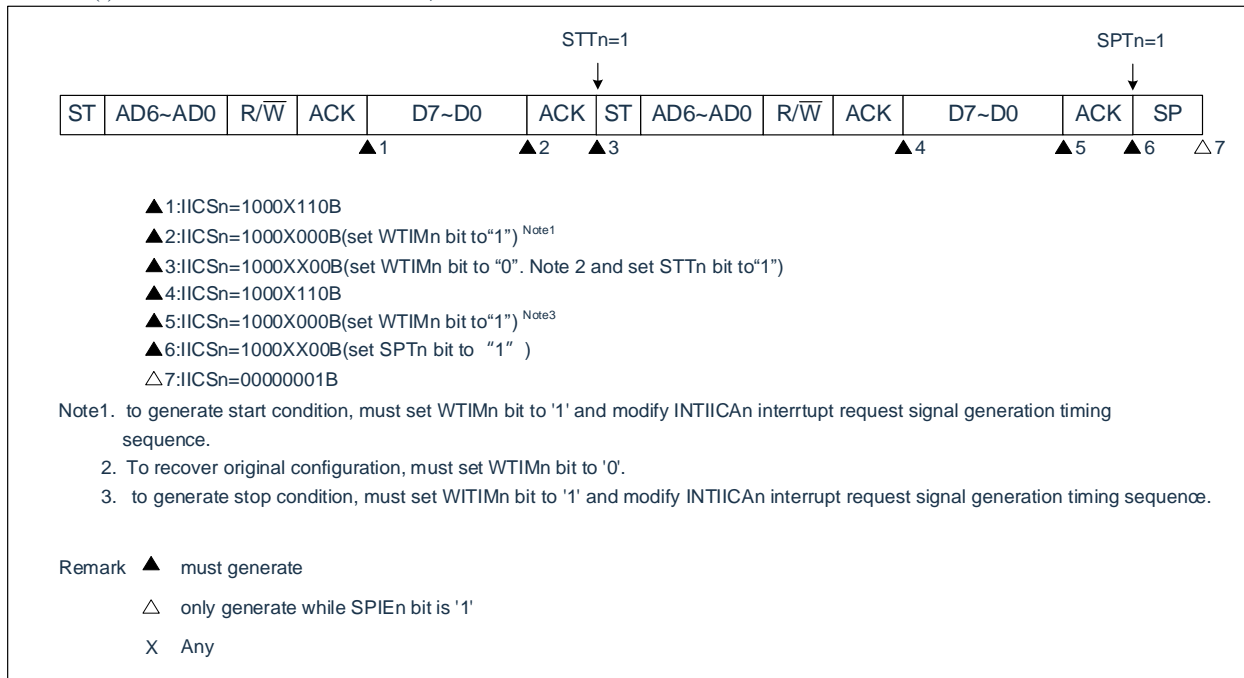 STTn=1 SPTn=1
ST AD6~AD0 R/W ACK D7~D0 ACK ST AD6~AD0 R/W ACK D7~D0 ACK SP
▲1 ▲2 ▲3 ▲4 ▲5 ▲6 △7
▲1:IICSn=1000X110B
▲2:IICSn=1000X000B(set WTIMn bit to“1”) Note1
▲3:IICSn=1000XX00B(set WTIMn bit to “0”. Note 2 and set STTn bit to“1”)
▲4:IICSn=1000X110B
▲5:IICSn=1000X000B(set WTIMn bit to“1”) Note3
▲6:IICSn=1000XX00B(set SPTn bit to “1” )
△7:IICSn=00000001B
Note1. to generate start condition, must set WTIMn bit to '1' and modify INTIICAn interrtupt request signal generation timing
sequence.
2. To recover original configuration, must set WTIMn bit to '0'.
3. to generate stop condition, must set WITIMn bit to '1' and modify INTIICAn interrupt request signal generation timing sequence.
Remark ▲ must generate
△ only generate while SPIEn bit is '1'
X Any